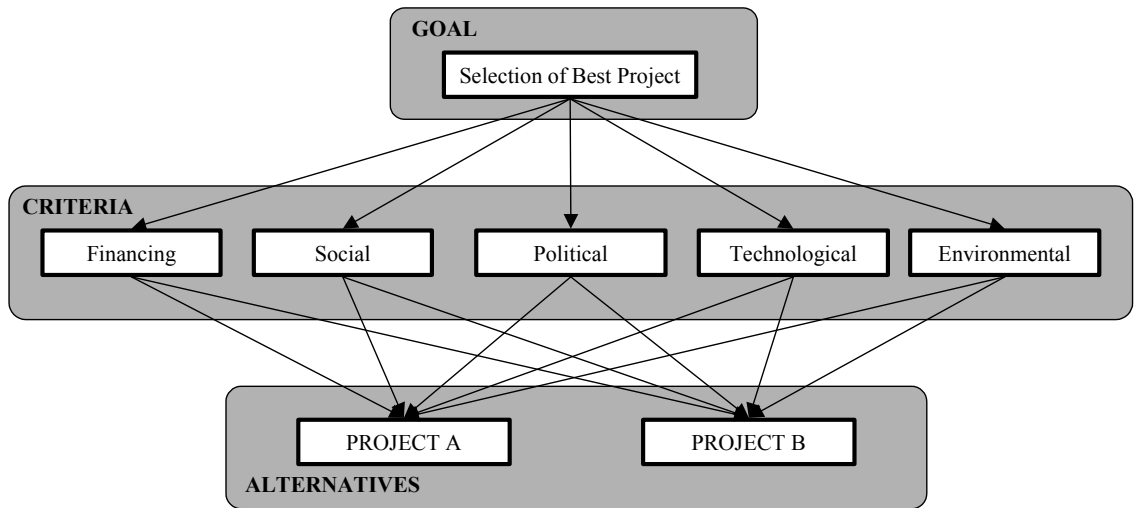 GOAL
Selection of Best Project
CRITERIA
Financing
Social
Political
Technological
Environmental
PROJECT A
PROJECT B
ALTERNATIVES